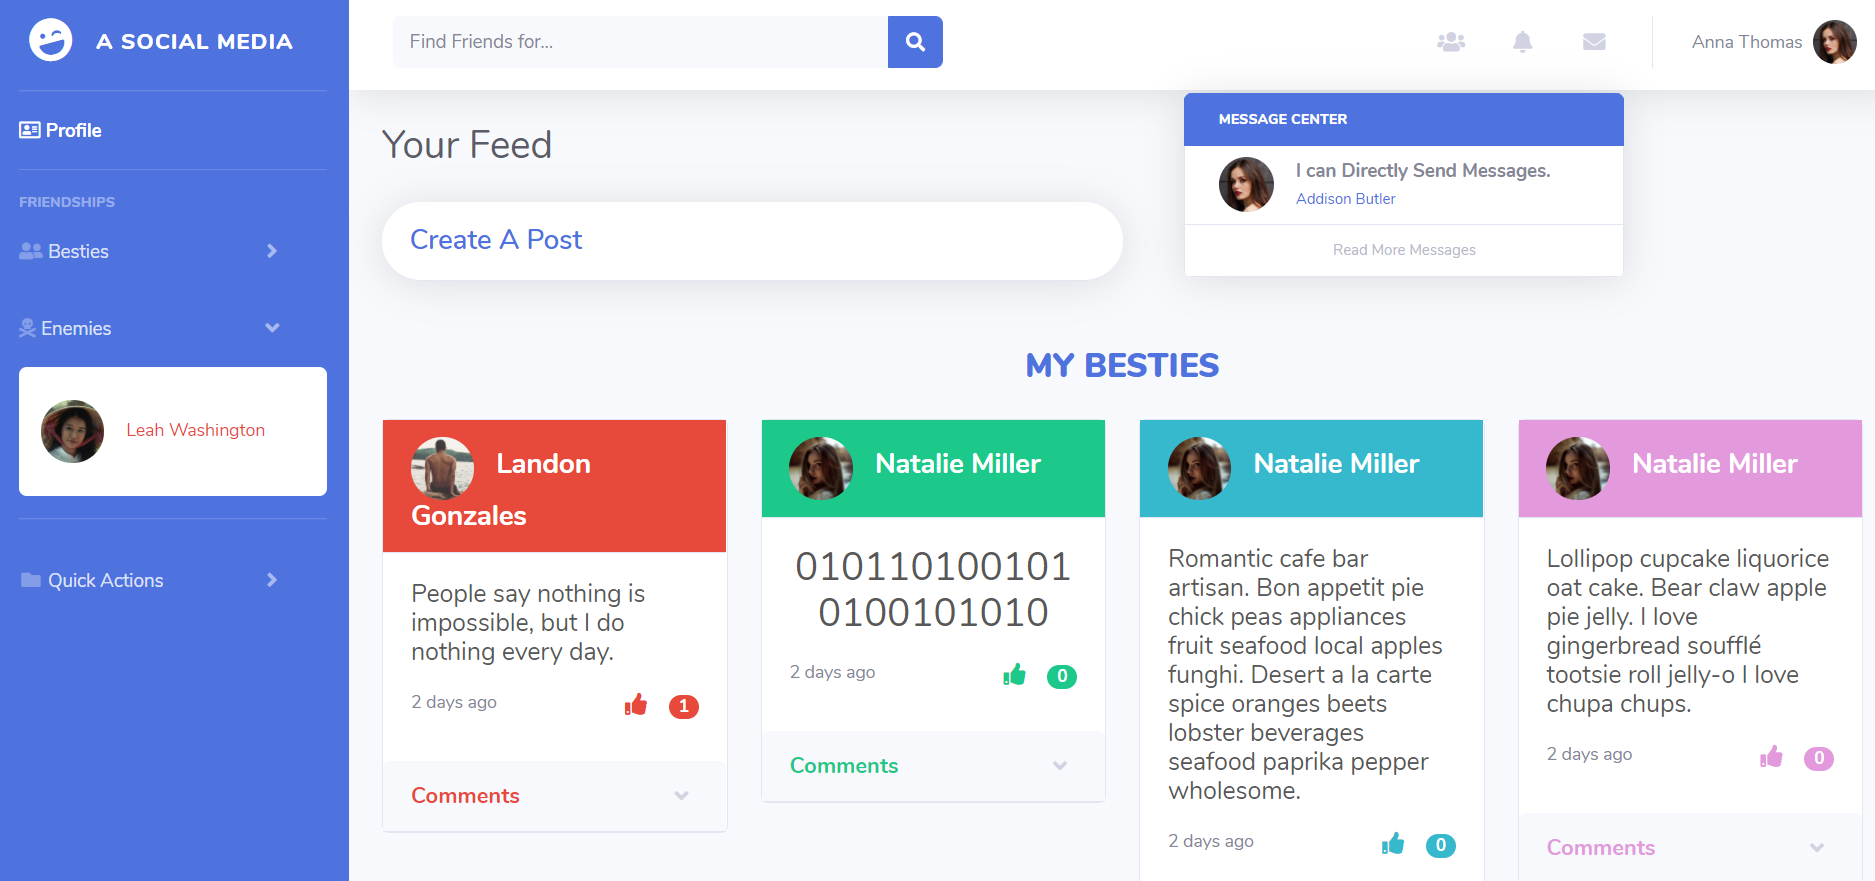 A SOCIAL MEDIA
Find Friends for...
Anna Thomas
Profile
FRIENDSHIPS
Besties
Enemies
Leah Washington
Quick Actions
Your Feed
Create A Post
MESSAGE CENTER
I can Directly Send Messages.
Addison Butler
Read More Messages
MY BESTIES
Landon
Gonzales
People say nothing is
impossible, but I do
nothing every day.
2 days ago
1
Comments
Natalie Miller
010110100101
0100101010
2 days ago
0
Comments
Natalie Miller
Romantic cafe bar
artisan. Bon appetit pie
chick peas appliances
fruit seafood local apples
funghi. Desert a la carte
spice oranges beets
lobster beverages
seafood paprika pepper
wholesome.
2 days ago
0
Natalie Miller
Lollipop cupcake liquorice
oat cake. Bear claw apple
pie jelly. I love
gingerbread soufflé
tootsie roll jelly-o I love
chupa chups.
2 days ago
0
Comments